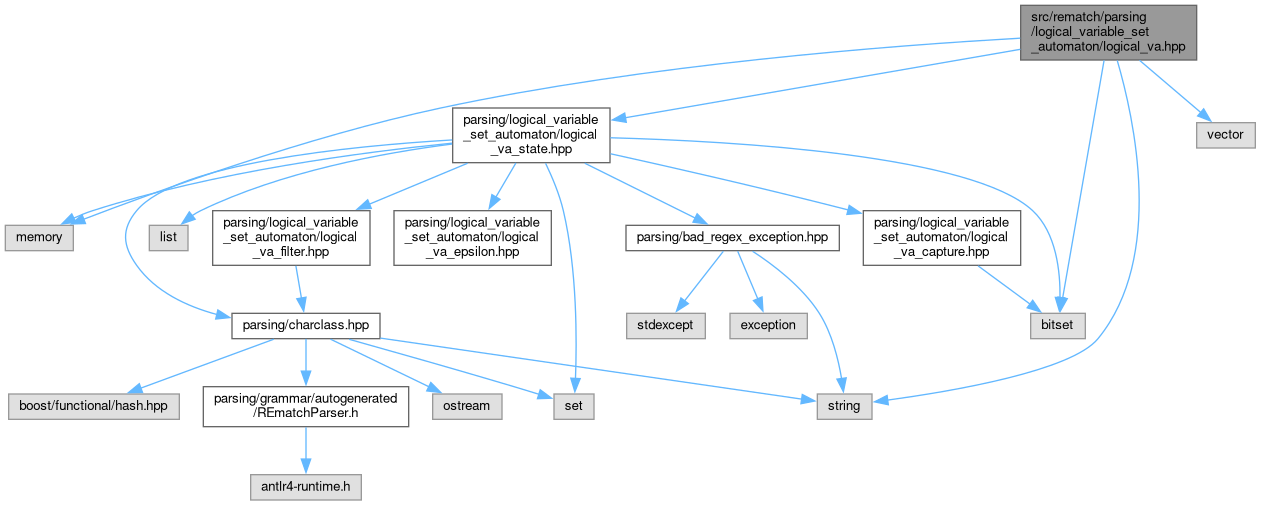 src/rematch/parsing
/logical_variable_set
_automaton/logical_va.hpp
parsing/logical_variable
_set_automaton/logical
_va_state.hpp
vector
memory
list
parsing/logical_variable
_set_automaton/logical
_va_filter.hpp
parsing/logical_variable
_set_automaton/logical
_va_epsilon.hpp
parsing/bad_regex_exception.hpp
parsing/logical_variable
_set_automaton/logical
_va_capture.hpp
parsing/charclass.hpp
stdexcept
exception
bitset
boost/functional/hash.hpp
parsing/grammar/autogenerated
/REmatchParser.h
ostream
set
string
antlr4-runtime.h